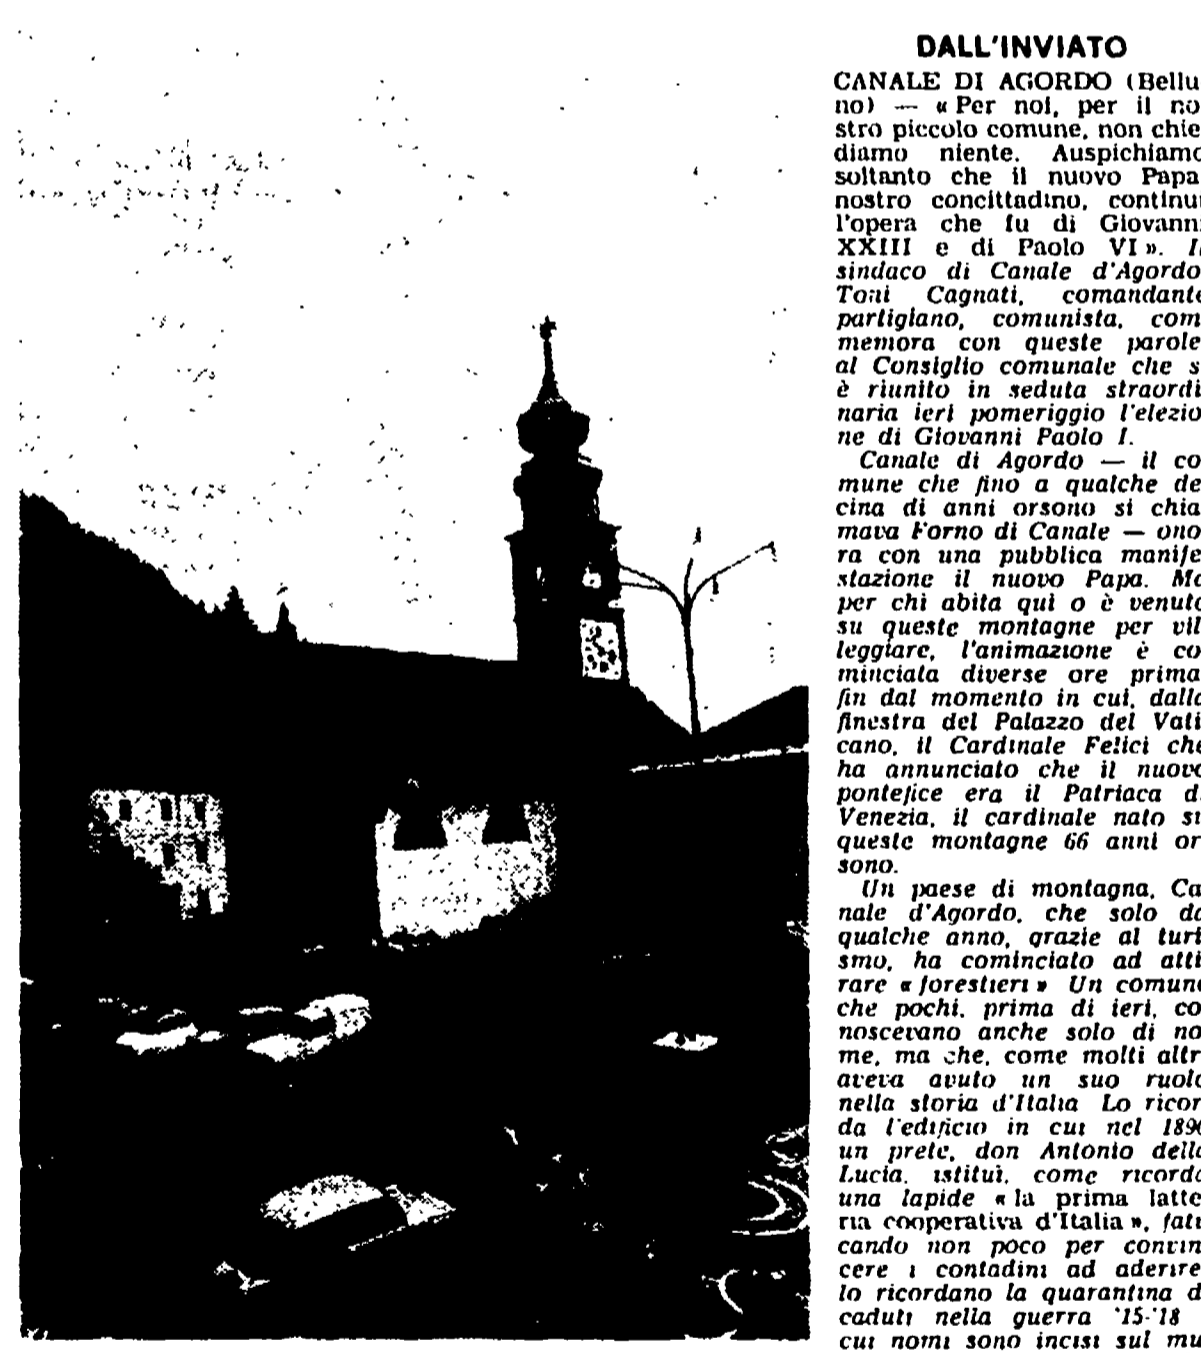 DALL'INVIATO
CANALE DI AGORDO (Bellu
no) — « Per noi, per il no
stro piccolo comune, non chie
diamo niente. Auspichiamo
soltanto che il nuovo Papa
nostro concittadino, continui
l'opera che fu di Giovanni
XXIII e di Paolo VI ». Il
sindaco di Canale d'Agordo
Toni Cagnati, comandante
partigiano, comunista, com
memora con queste parole
al Consiglio comunale che s
è riunito in seduta straordi
naria ieri pomeriggio l'elezio
ne di Giovanni Paolo I.
Canale di Agordo — il co
mune che fino a qualche de
cina di anni orsono si chia
mava Forno di Canale — ono
ra con una pubblica manife
stazione il nuovo Papa. Ma
per chi abita qui o è venuto
su queste montagne per vil
leggiare, l'animazione è co
minciata diverse ore prima
fin dal momento in cui, dalla
finestra del Palazzo del Vati
cano, il Cardinale Felici che
ha annunciato che il nuovo
pontefice era il Patriaca d
Venezia, il cardinale nato su
queste montagne 66 anni or
sono.
Un paese di montagna, Ca
nale d'Agordo, che solo da
qualche anno, grazie al turi
smo, ha cominciato ad atti
rare « forestieri » Un comune
che pochi, prima di ieri, co
noscevano anche solo di no
me, ma che, come molti altr
aveva avuto un suo ruolo
nella storia d'Italia Lo ricor
da l'edificio in cui nel 1890
un prete, don Antonio della
Lucia, istituì, come ricorda
una lapide « la prima latte
ria cooperativa d'Italia », fati
cando non poco per convin
cere i contadini ad aderire
lo ricordano la quarantina d
caduti nella guerra '15-'18
cui nomi sono incisi sul mu